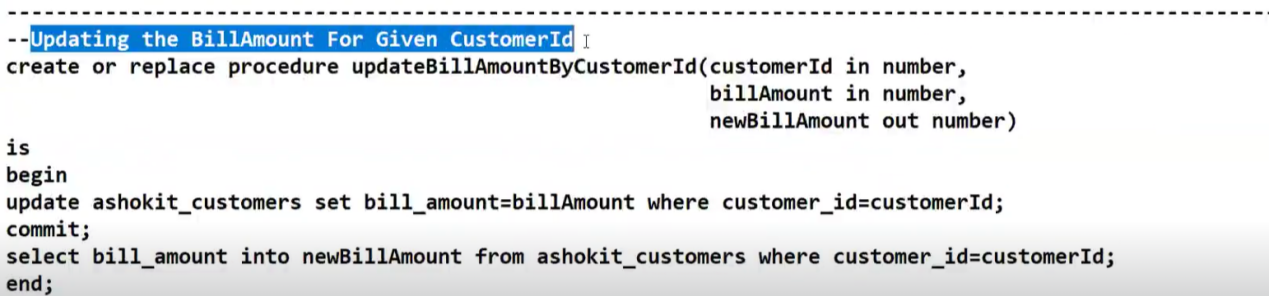 --------------------------------------------------------------------------------------------------------
--Updating the BillAmount For Given CustomerId
create or replace procedure updateBillAmountByCustomerId(customerId in number,
billAmount in number,
newBillAmount out number)
is
begin
update ashokit_customers set bill_amount=billAmount where customer_id=customerId;
commit;
select bill_amount into newBillAmount from ashokit_customers where customer_id=customerId;
end;